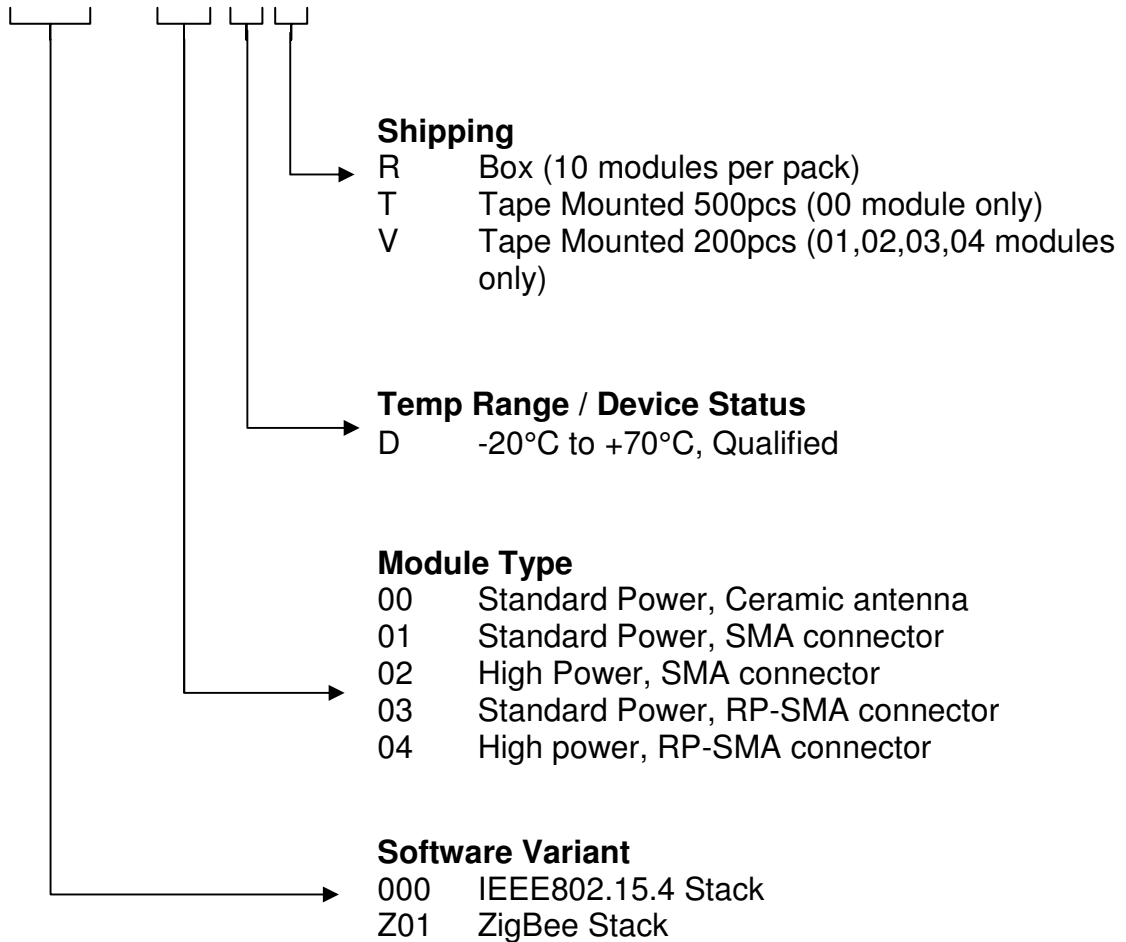 Shipping
R Box (10 modules per pack)
T Tape Mounted 500pcs (00 module only)
V Tape Mounted 200pcs (01,02,03,04 modules
only)
Temp Range / Device Status
D -20°C to +70°C, Qualified
Module Type
00 Standard Power, Ceramic antenna
01 Standard Power, SMA connector
02 High Power, SMA connector
03 Standard Power, RP-SMA connector
04 High power, RP-SMA connector
Software Variant
000 IEEE802.15.4 Stack
Z01 ZigBee Stack